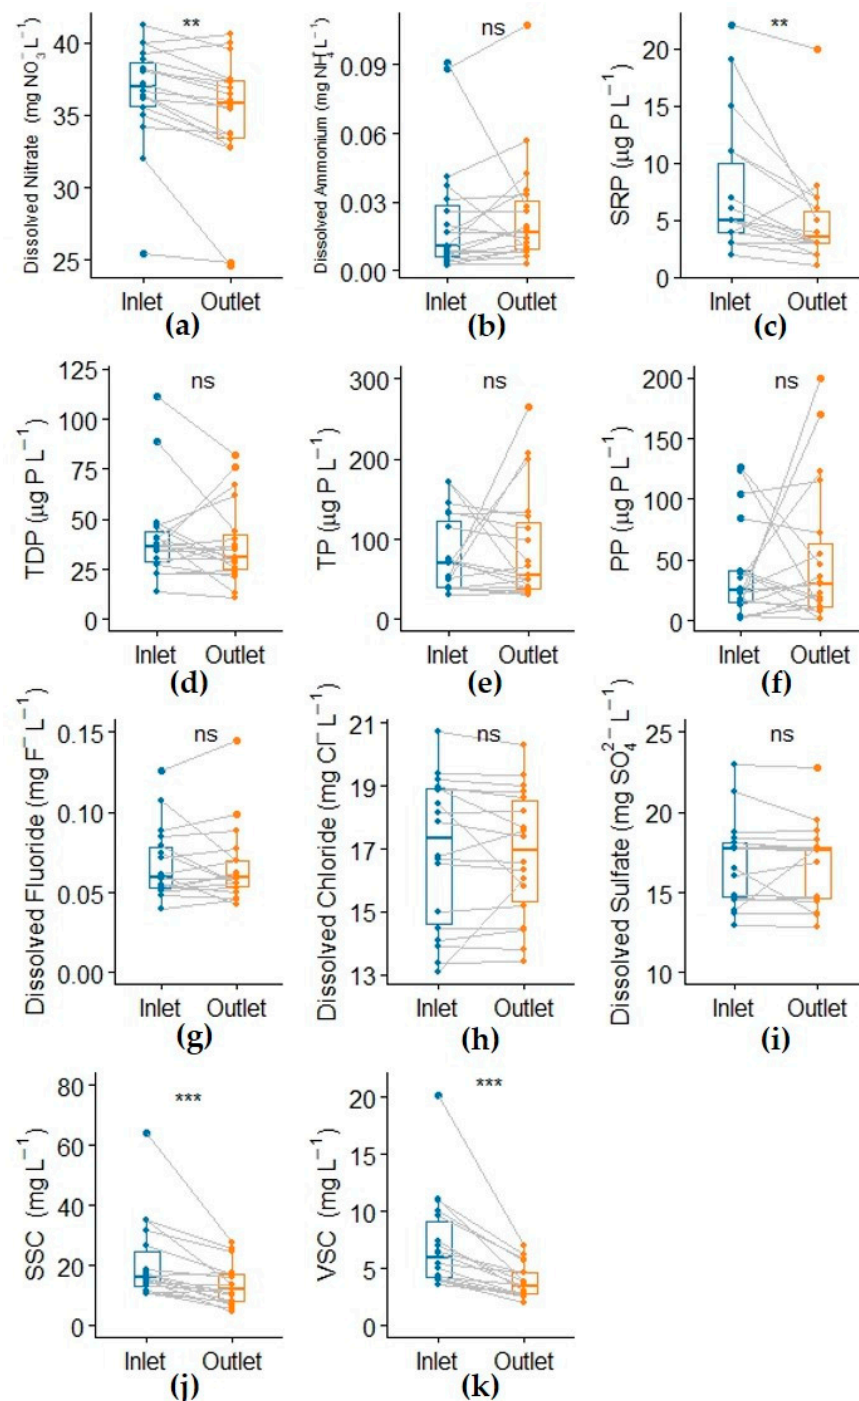 Dissolved Nitrate (mg NO₃⁻ L⁻¹)
40
35
30
25
**
Inlet Outlet
(a)
Dissolved Ammonium (mg NH₄⁺ L⁻¹)
0.09
0.06
0.03
0.00
ns
Inlet Outlet
(b)
SRP (µg P L⁻¹)
20
15
10
5
0
**
Inlet Outlet
(c)
TDP (µg P L⁻¹)
125
100
75
50
25
0
ns
Inlet Outlet
(d)
TP (µg P L⁻¹)
300
200
100
0
ns
Inlet Outlet
(e)
PP (µg P L⁻¹)
200
150
100
50
0
ns
Inlet Outlet
(f)
Dissolved Fluoride (mg F⁻ L⁻¹)
0.15
0.10
0.05
0.00
ns
Inlet Outlet
(g)
Dissolved Chloride (mg Cl⁻ L⁻¹)
21
19
17
15
13
ns
Inlet Outlet
(h)
Dissolved Sulfate (mg SO₄²⁻ L⁻¹)
25
20
15
10
ns
Inlet Outlet
(i)
SSC (mg L⁻¹)
80
60
40
20
0
***
Inlet Outlet
(j)
VSC (mg L⁻¹)
20
15
10
5
0
***
Inlet Outlet
(k)